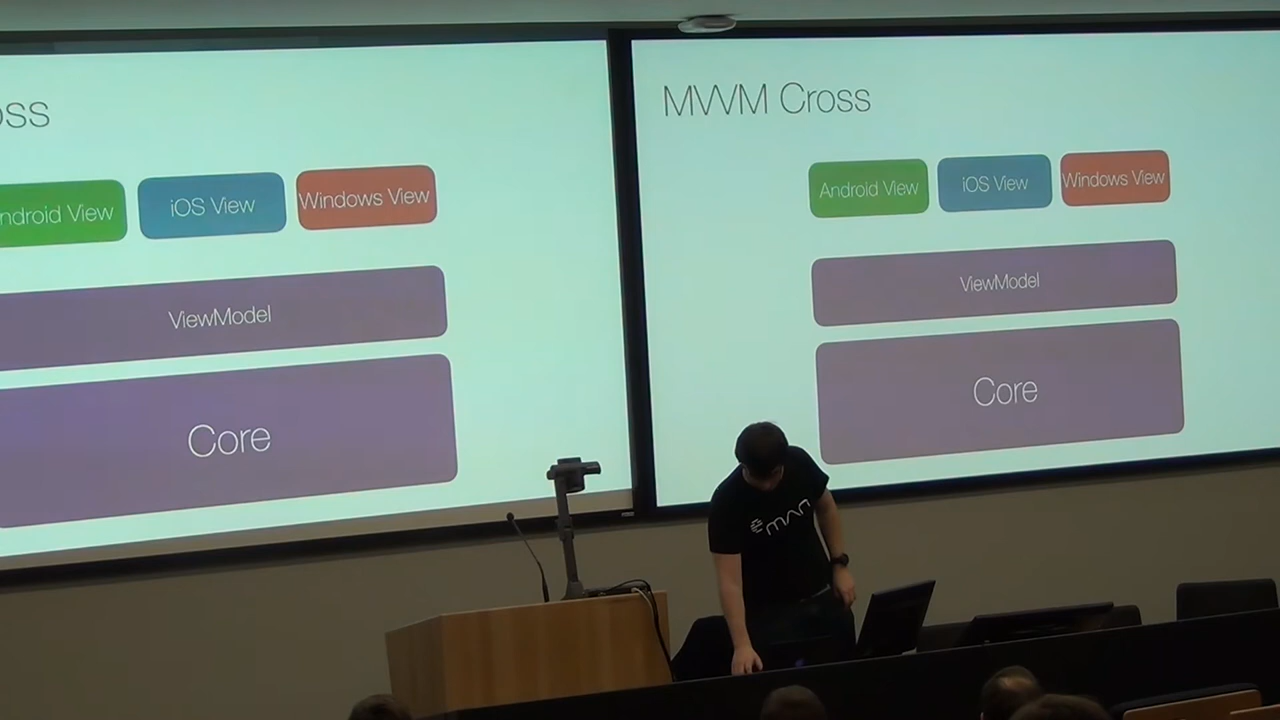 oss
ndroid View
iOS View
Windows View
ViewModel
Core
MVVM Cross
Android View
iOS View
Windows View
ViewModel
Core
eman